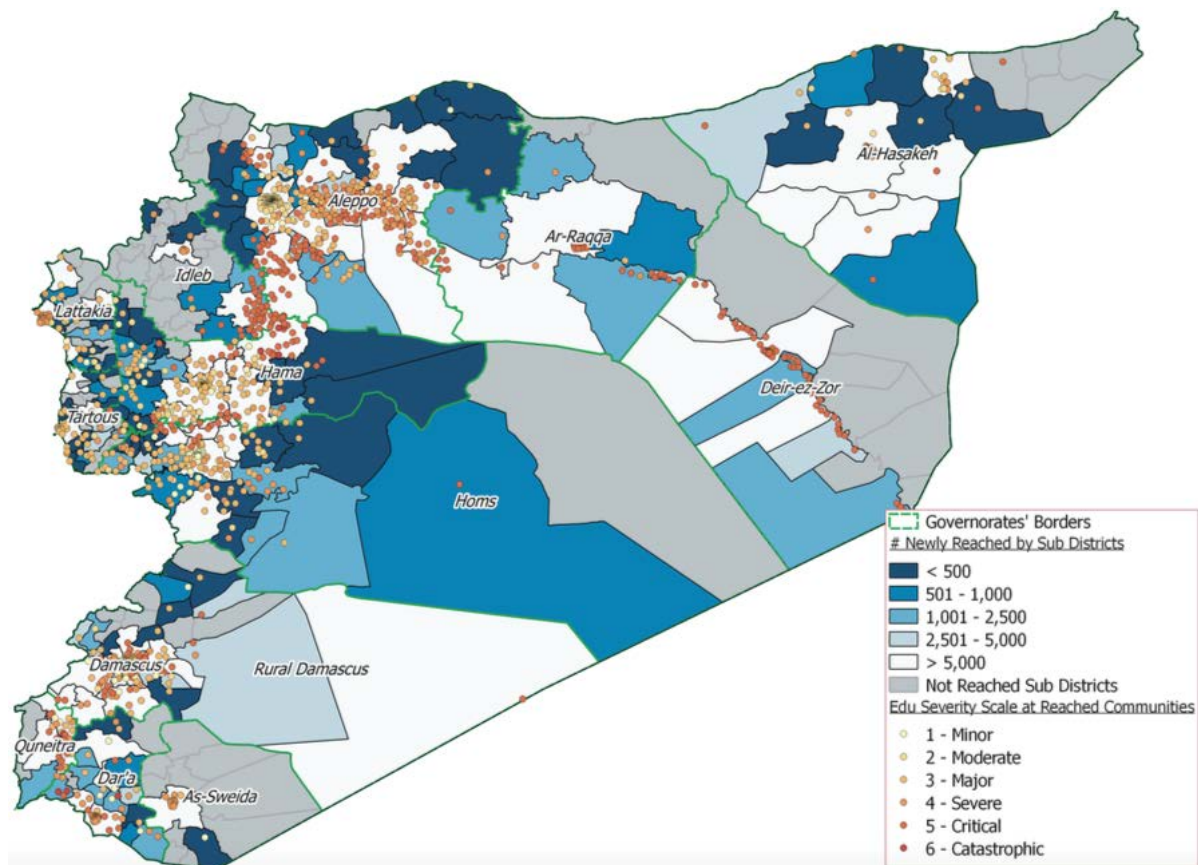 Al-Hasakeh
Aleppo
Ar-Raqqa
Idleb
Lattakia
Hama
Deir-ez-Zor
Tartous
Homs
Damascus
Rural Damascus
Quneitra
Dar'a
As-Sweida
Governorates' Borders
# Newly Reached by Sub Districts
< 500
501 - 1,000
1,001 - 2,500
2,501 - 5,000
> 5,000
Not Reached Sub Districts
Edu Severity Scale at Reached Communities
1 - Minor
2 - Moderate
3 - Major
4 - Severe
5 - Critical
6 - Catastrophic